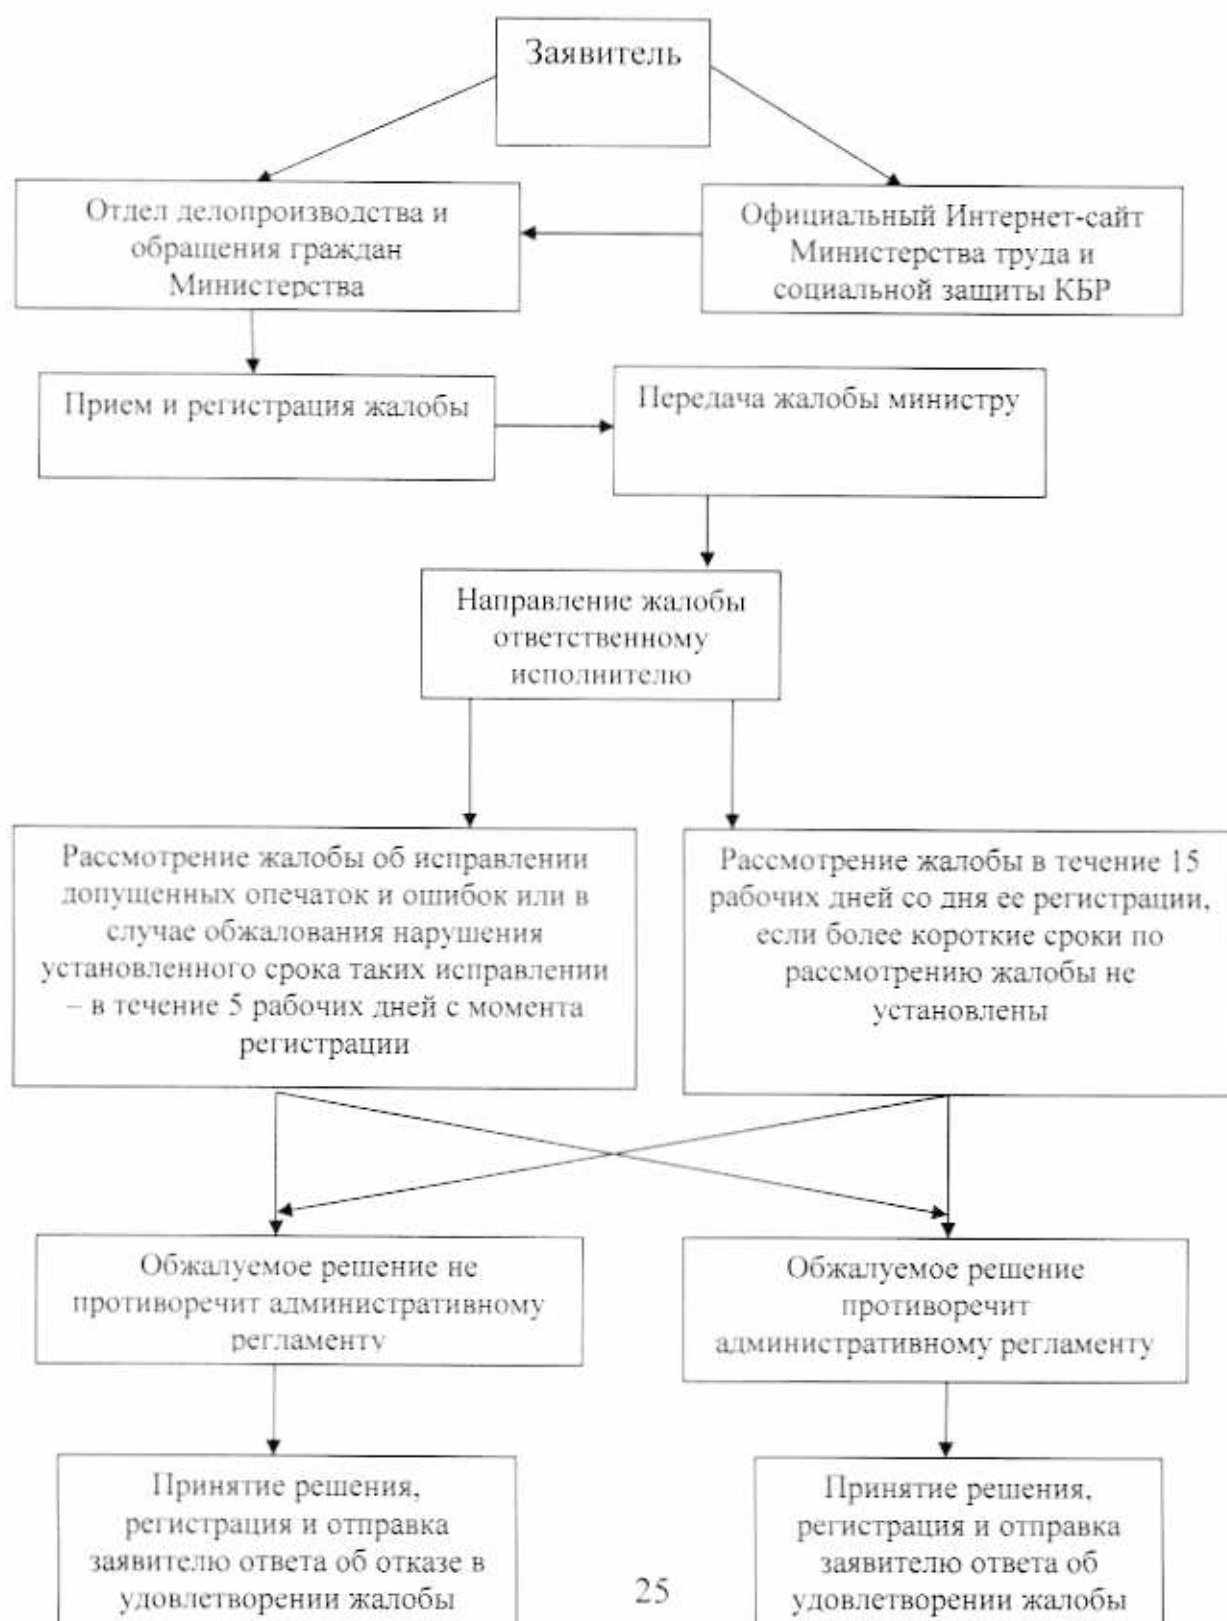 Заявитель
Отдел делопроизводства и
обращения граждан
Министерства
Официальный Интернет-сайт
Министерства труда и
социальной защиты КБР
Прием и регистрация жалобы
Передача жалобы министру
Направление жалобы
ответственному
исполнителю
Рассмотрение жалобы об исправлении
допущенных опечаток и ошибок или в
случае обжалования нарушения
установленного срока таких исправлении
– в течение 5 рабочих дней с момента
регистрации
Рассмотрение жалобы в течение 15
рабочих дней со дня ее регистрации,
если более короткие сроки по
рассмотрению жалобы не
установлены
Обжалуемое решение не
противоречит административному
регламенту
Обжалуемое решение
противоречит
административному регламенту
Принятие решения,
регистрация и отправка
заявителю ответа об отказе в
удовлетворении жалобы
Принятие решения,
регистрация и отправка
заявителю ответа об
удовлетворении жалобы
25